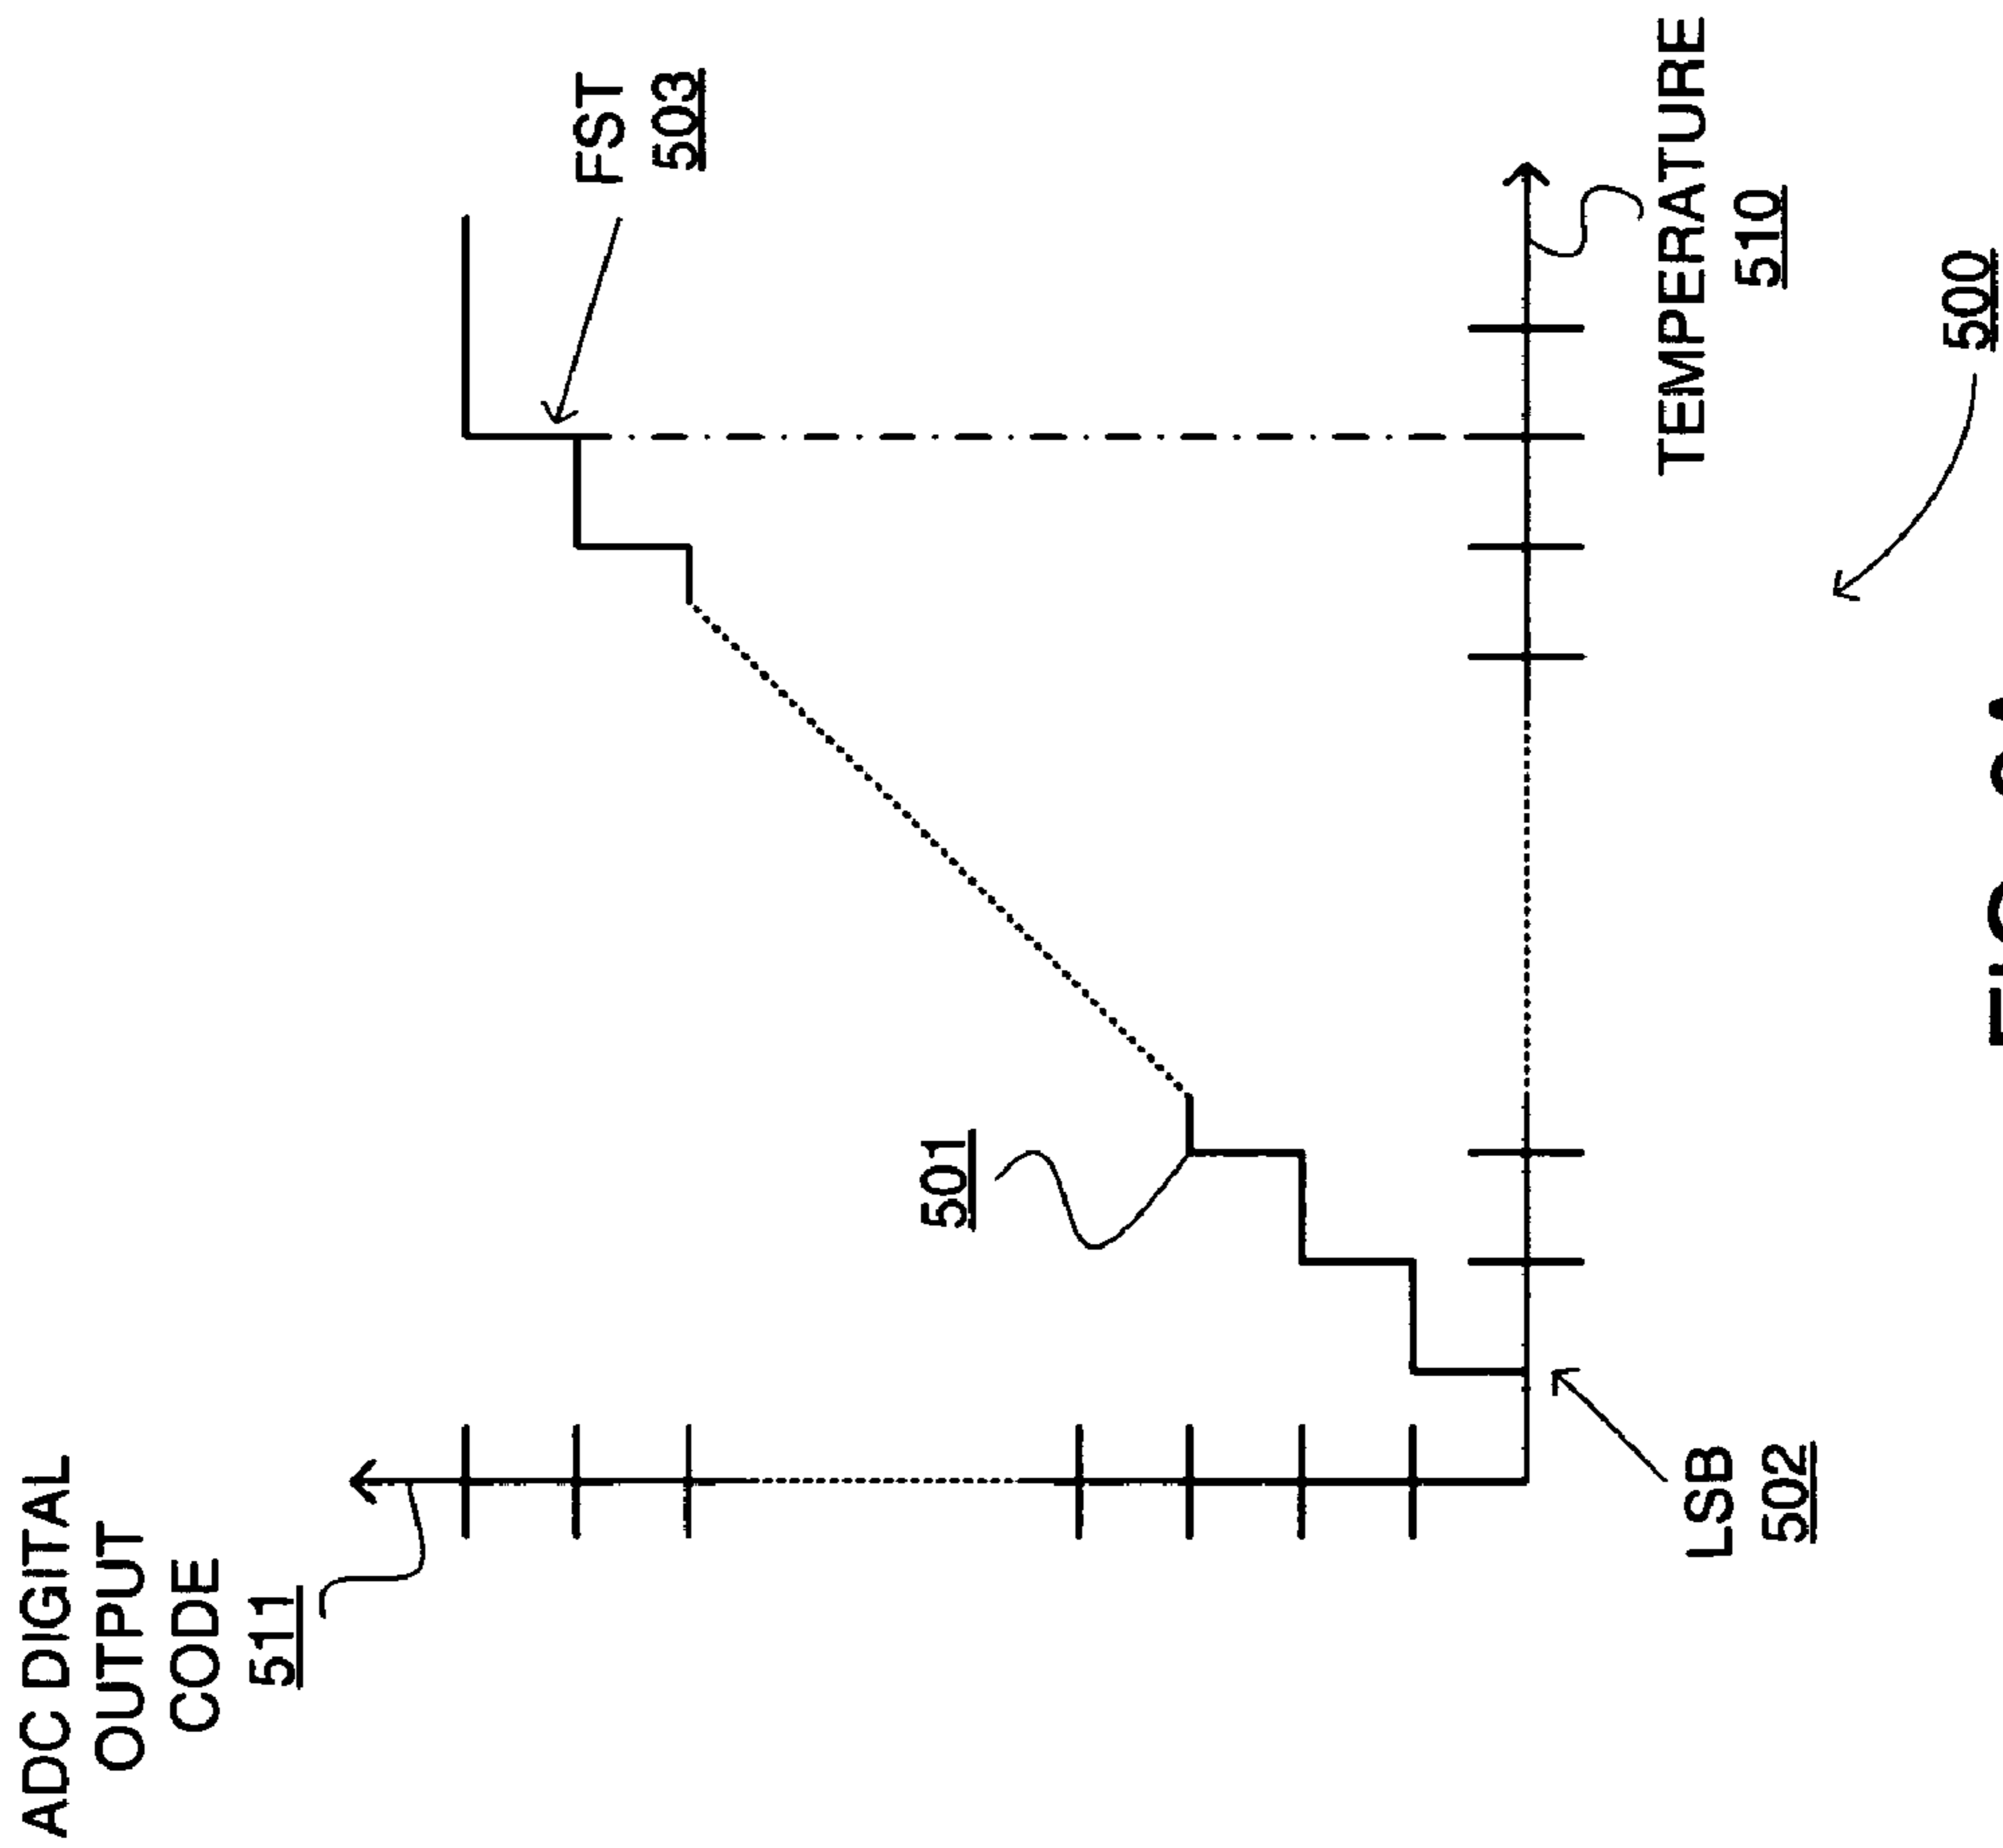 ADC DIGITAL
OUTPUT
CODE
511
FST
503
501
LSB
502
TEMPERATURE
510
500